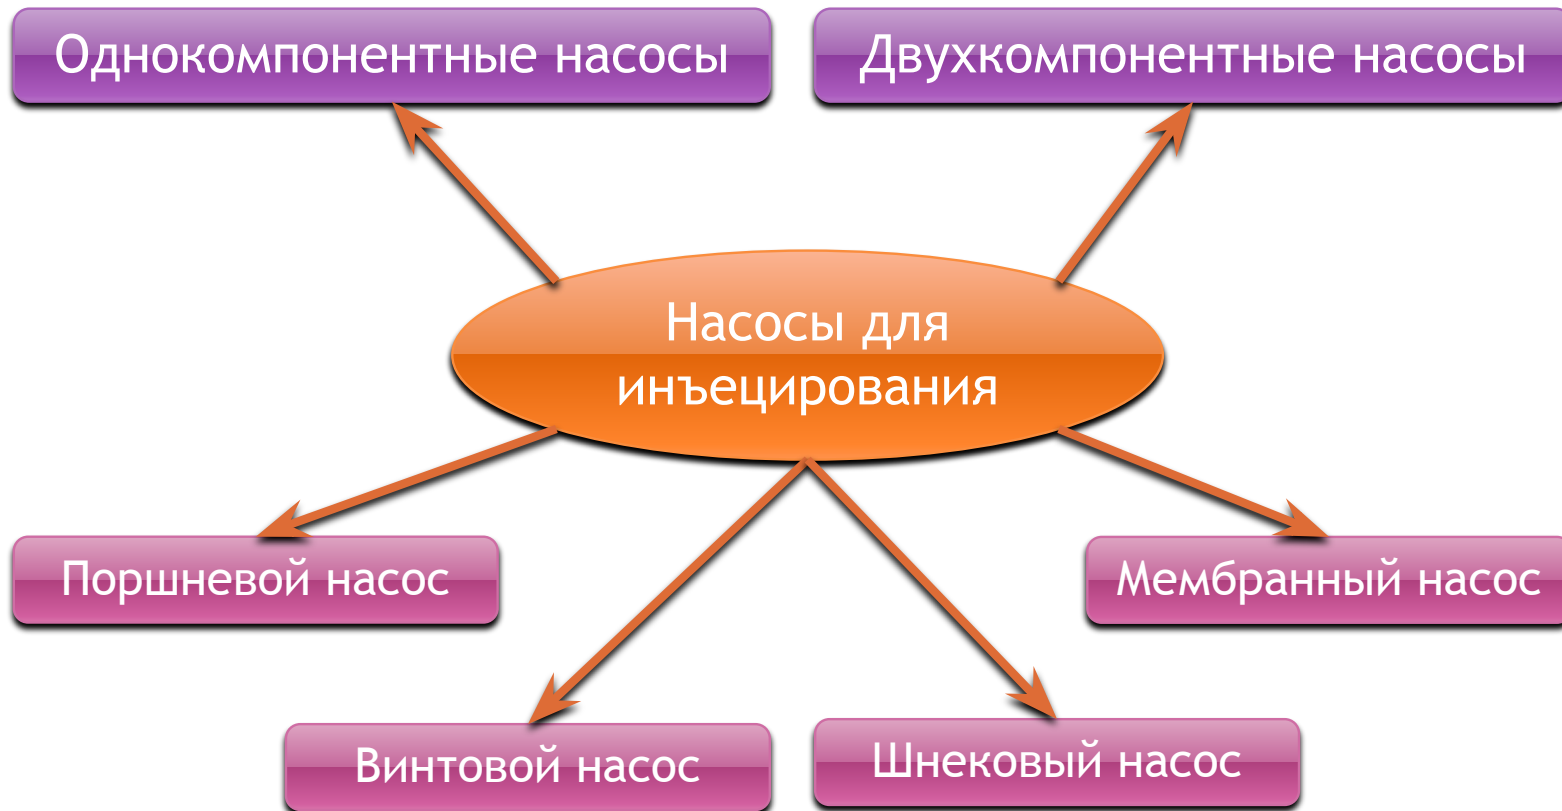 Однокомпонентные насосы
Двухкомпонентные насосы
Насосы для
инъецирования
Поршневой насос
Мембранный насос
Винтовой насос
Шнековый насос